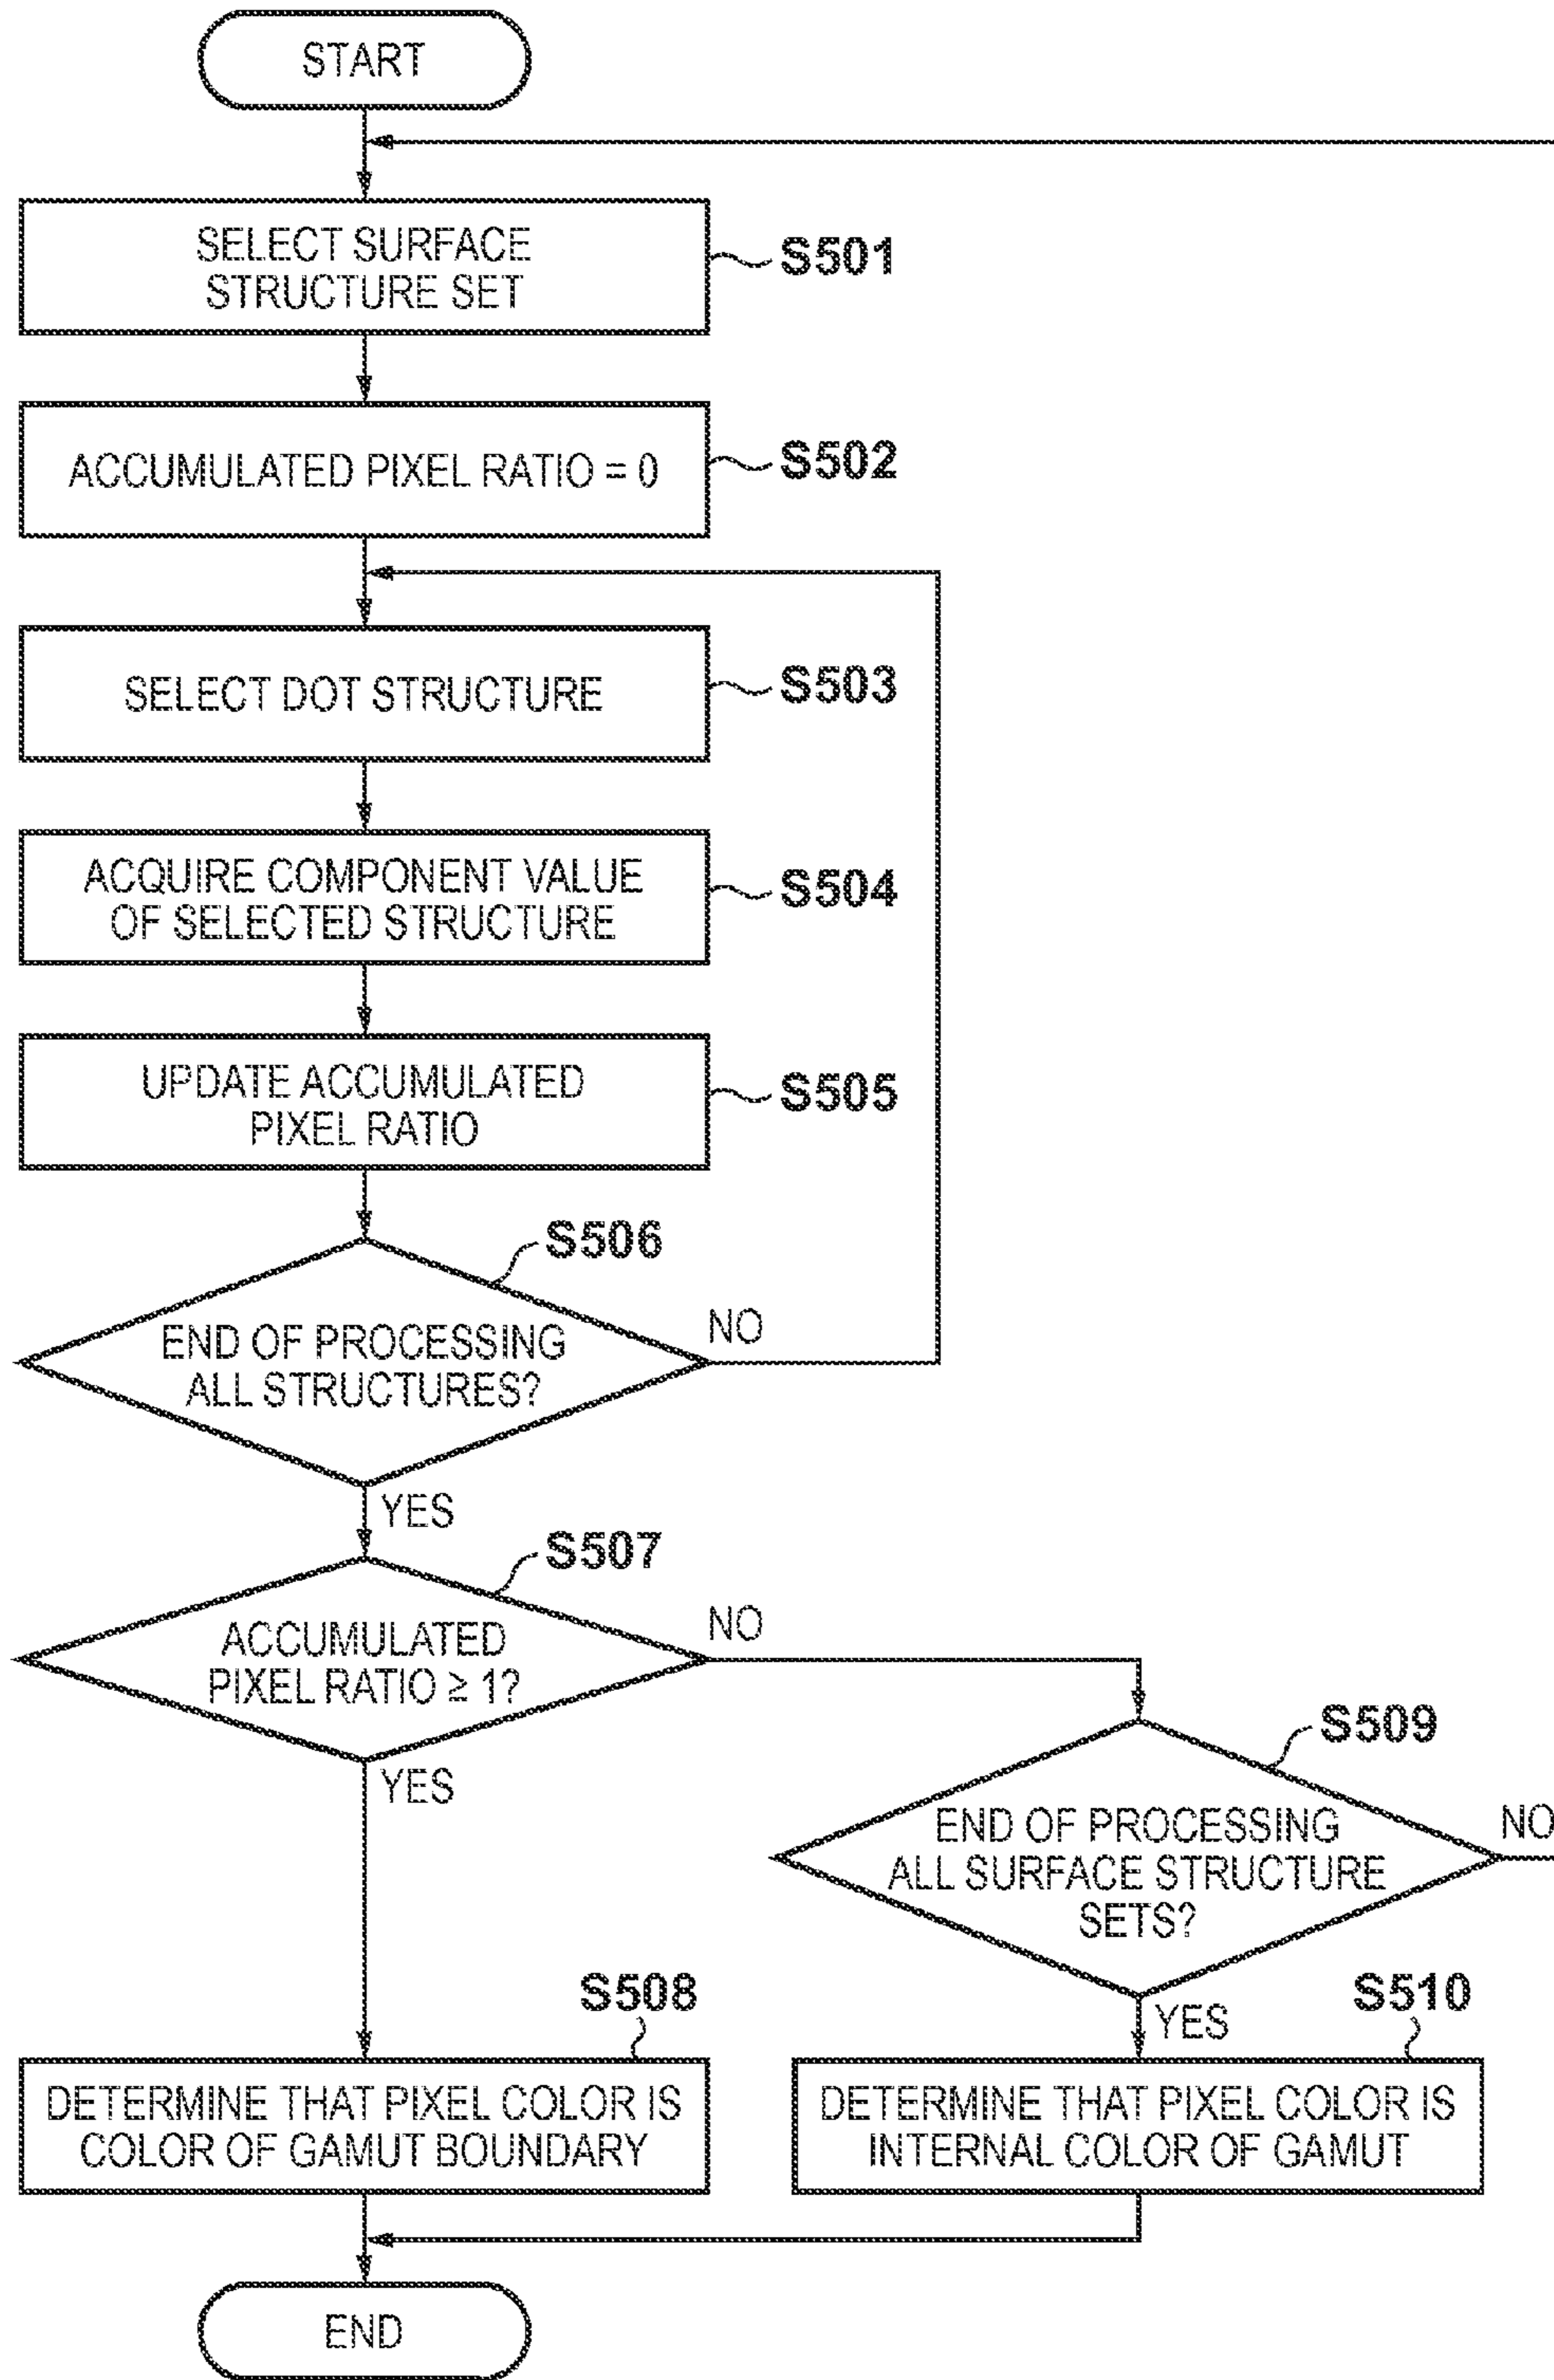 START
SELECT SURFACE
STRUCTURE SET
S501
ACCUMULATED PIXEL RATIO = 0
S502
SELECT DOT STRUCTURE
S503
ACQUIRE COMPONENT VALUE
OF SELECTED STRUCTURE
S504
UPDATE ACCUMULATED
PIXEL RATIO
S505
S506
END OF PROCESSING
ALL STRUCTURES?
NO
YES
S507
ACCUMULATED
PIXEL RATIO ≥ 1?
NO
YES
S509
END OF PROCESSING
ALL SURFACE STRUCTURE
SETS?
NO
YES
S508
DETERMINE THAT PIXEL COLOR IS
COLOR OF GAMUT BOUNDARY
S510
DETERMINE THAT PIXEL COLOR IS
INTERNAL COLOR OF GAMUT
END